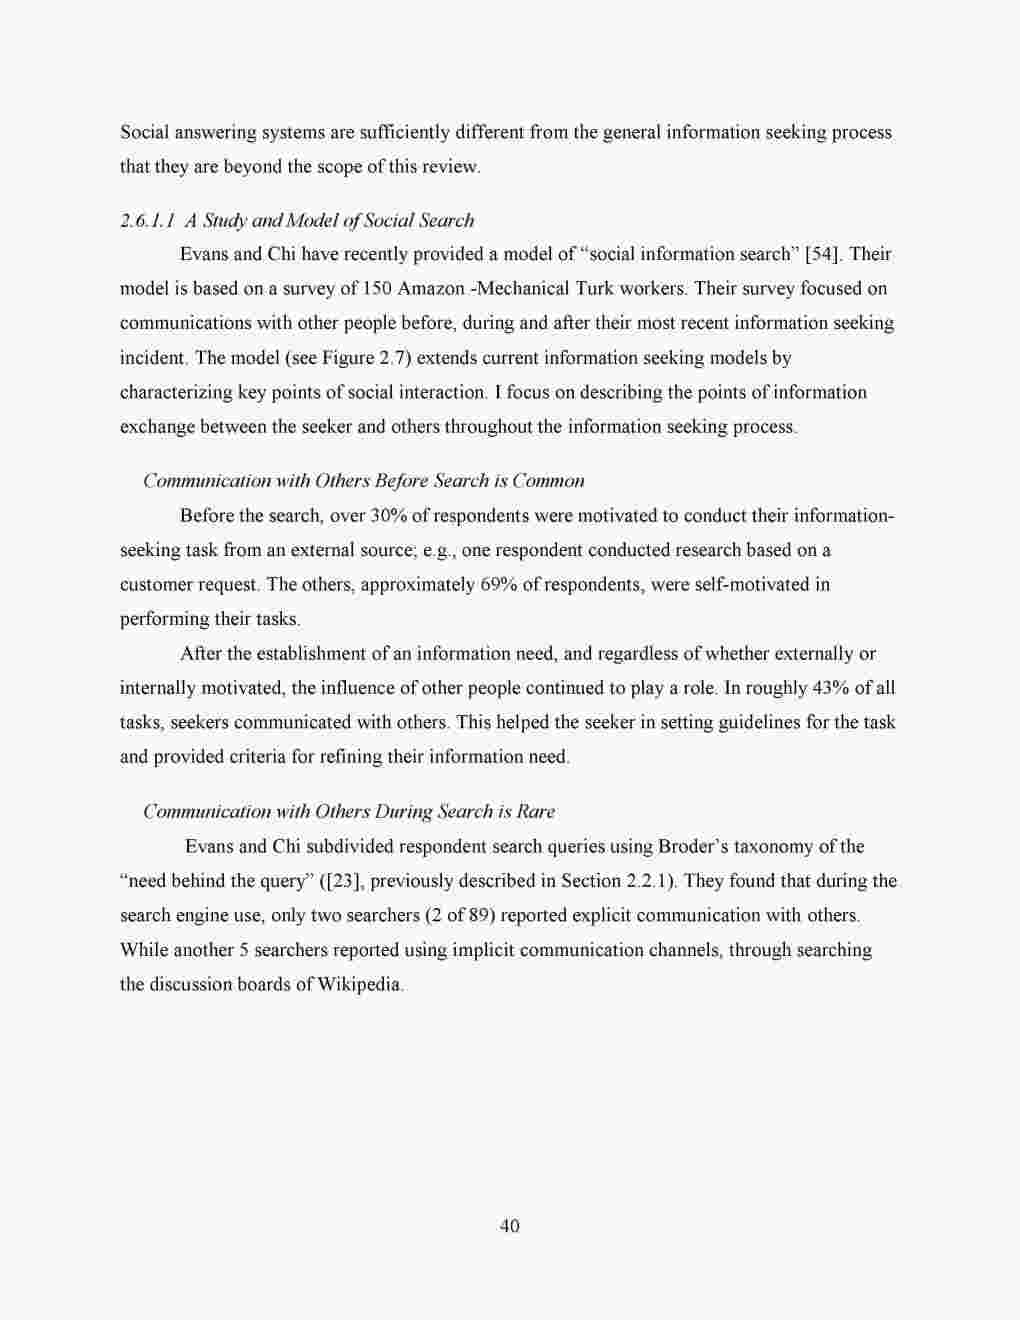 Social answering systems are sufficiently different from the general information seeking process
that they are beyond the scope of this review.
2.6.1.1 A Study and Model of Social Search
Evans and Chi have recently provided a model of “social information search” [54]. Their
model is based on a survey of 150 Amazon -Mechanical Turk workers. Their survey focused on
communications with other people before, during and after their most recent information seeking
incident. The model (see Figure 2.7) extends current information seeking models by
characterizing key points of social interaction. I focus on describing the points of information
exchange between the seeker and others throughout the information seeking process.
Communication with Others Before Search is Common
Before the search, over 30% of respondents were motivated to conduct their information-
seeking task from an external source; e.g., one respondent conducted research based on a
customer request. The others, approximately 69% of respondents, were self-motivated in
performing their tasks.
After the establishment of an information need, and regardless of whether externally or
internally motivated, the influence of other people continued to play a role. In roughly 43% of all
tasks, seekers communicated with others. This helped the seeker in setting guidelines for the task
and provided criteria for refining their information need.
Communication with Others During Search is Rare
Evans and Chi subdivided respondent search queries using Broder’s taxonomy of the
“need behind the query” ([23], previously described in Section 2.2.1). They found that during the
search engine use, only two searchers (2 of 89) reported explicit communication with others.
While another 5 searchers reported using implicit communication channels, through searching
the discussion boards of Wikipedia.
40